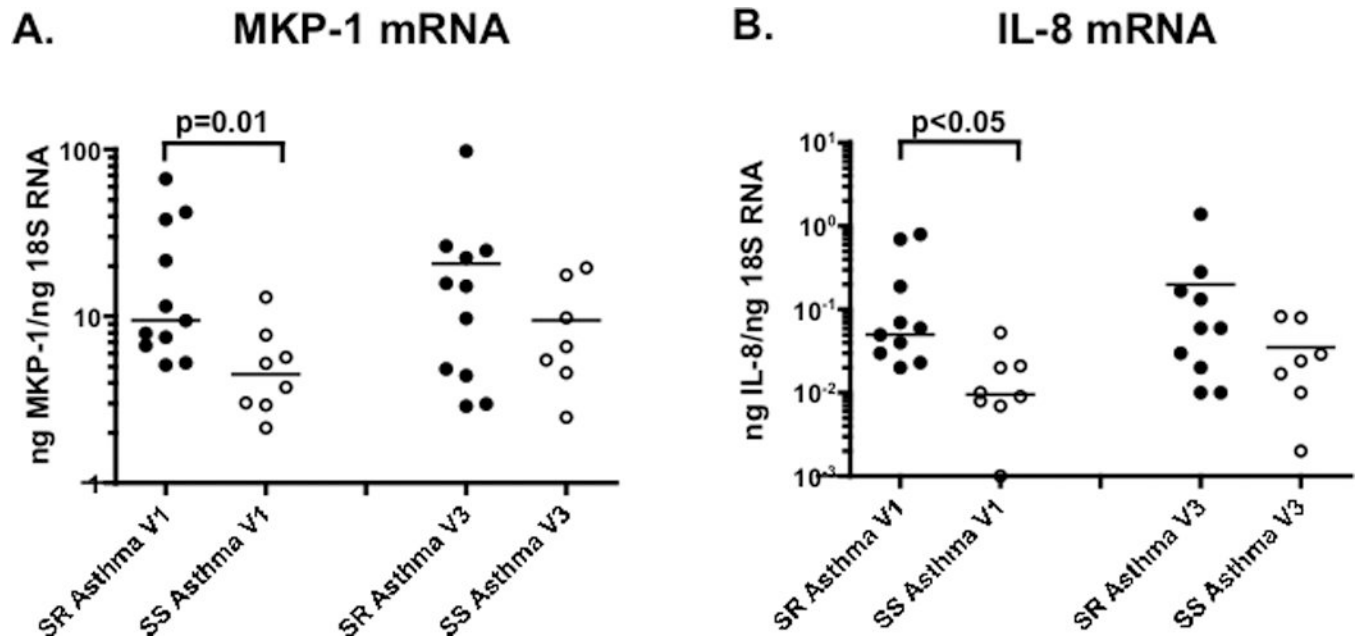 A. MKP-1 mRNA
p=0.01
ng MKP-1/ng 18S RNA
100
10
1
SR Asthma V1
SS Asthma V1
SR Asthma V3
SS Asthma V3
B. IL-8 mRNA
p<0.05
ng IL-8/ng 18S RNA
10¹
10⁰
10⁻¹
10⁻²
10⁻³
SR Asthma V1
SS Asthma V1
SR Asthma V3
SS Asthma V3